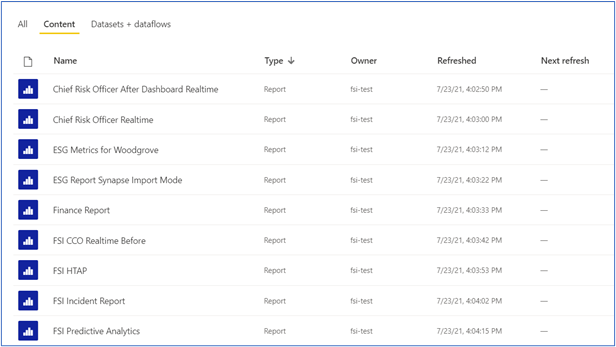 All Content Datasets + dataflows
Name Type ↓ Owner Refreshed Next refresh
Chief Risk Officer After Dashboard Realtime Report fsi-test 7/23/21, 4:02:50 PM —
Chief Risk Officer Realtime Report fsi-test 7/23/21, 4:03:00 PM —
ESG Metrics for Woodgrove Report fsi-test 7/23/21, 4:03:12 PM —
ESG Report Synapse Import Mode Report fsi-test 7/23/21, 4:03:22 PM —
Finance Report Report fsi-test 7/23/21, 4:03:33 PM —
FSI CCO Realtime Before Report fsi-test 7/23/21, 4:03:42 PM —
FSI HTAP Report fsi-test 7/23/21, 4:03:53 PM —
FSI Incident Report Report fsi-test 7/23/21, 4:04:02 PM —
FSI Predictive Analytics Report fsi-test 7/23/21, 4:04:15 PM —